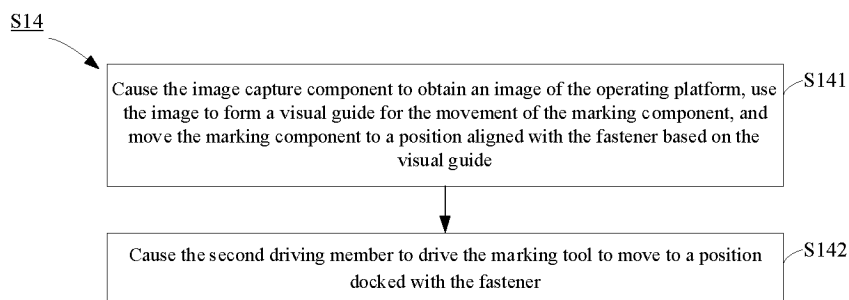 S14
Cause the image capture component to obtain an image of the operating platform, use
the image to form a visual guide for the movement of the marking component, and
move the marking component to a position aligned with the fastener based on the
visual guide
S141
Cause the second driving member to drive the marking tool to move to a position
docked with the fastener
S142